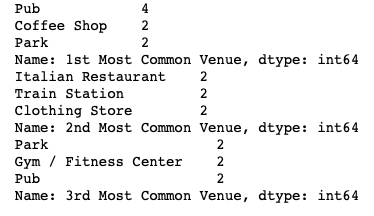 Pub 4
Coffee Shop 2
Park 2
Name: 1st Most Common Venue, dtype: int64
Italian Restaurant 2
Train Station 2
Clothing Store 2
Name: 2nd Most Common Venue, dtype: int64
Park 2
Gym / Fitness Center 2
Pub 2
Name: 3rd Most Common Venue, dtype: int64